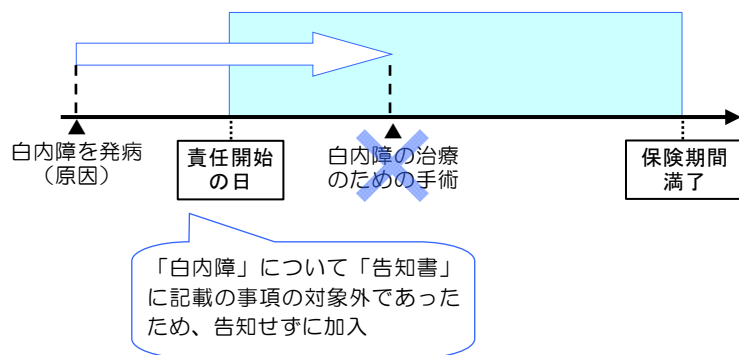 白内障を発病
（原因）
責任開始
の日
白内障の治療
のための手術
保険期間
満了
「白内障」について「告知書」
に記載の事項の対象外であった
ため、告知せずに加入